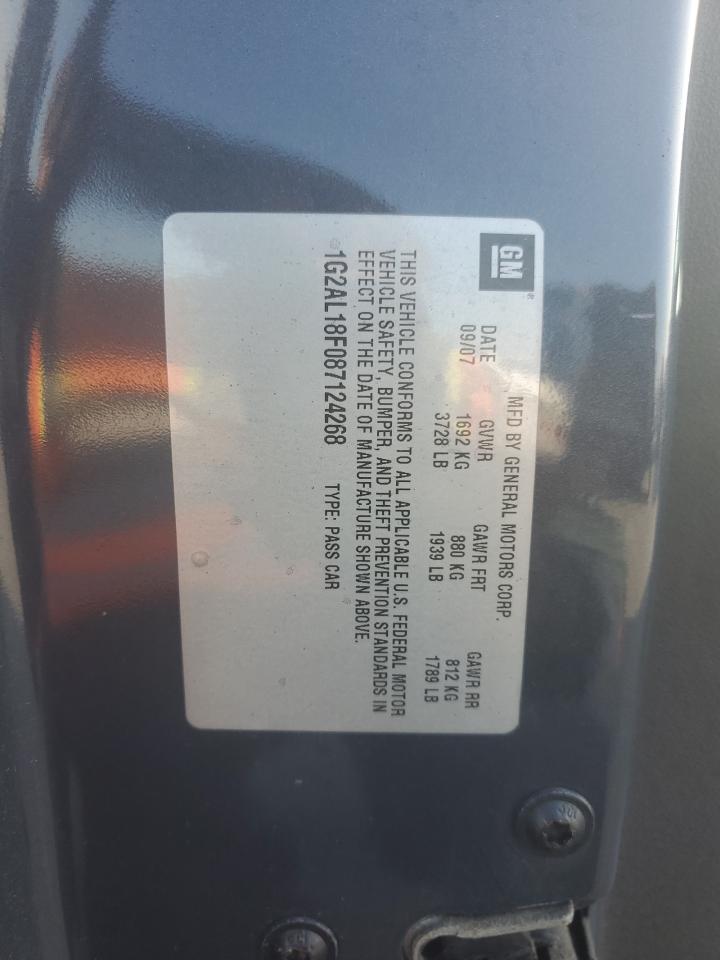 GM®
MFD BY GENERAL MOTORS CORP.
DATE GVWR GAWR FRT GAWR RR
09/07 1692 KG 880 KG 812 KG
3728 LB 1939 LB 1789 LB
THIS VEHICLE CONFORMS TO ALL APPLICABLE U.S. FEDERAL MOTOR
VEHICLE SAFETY, BUMPER, AND THEFT PREVENTION STANDARDS IN
EFFECT ON THE DATE OF MANUFACTURE SHOWN ABOVE.
1G2AL18F087124268 TYPE: PASS CAR